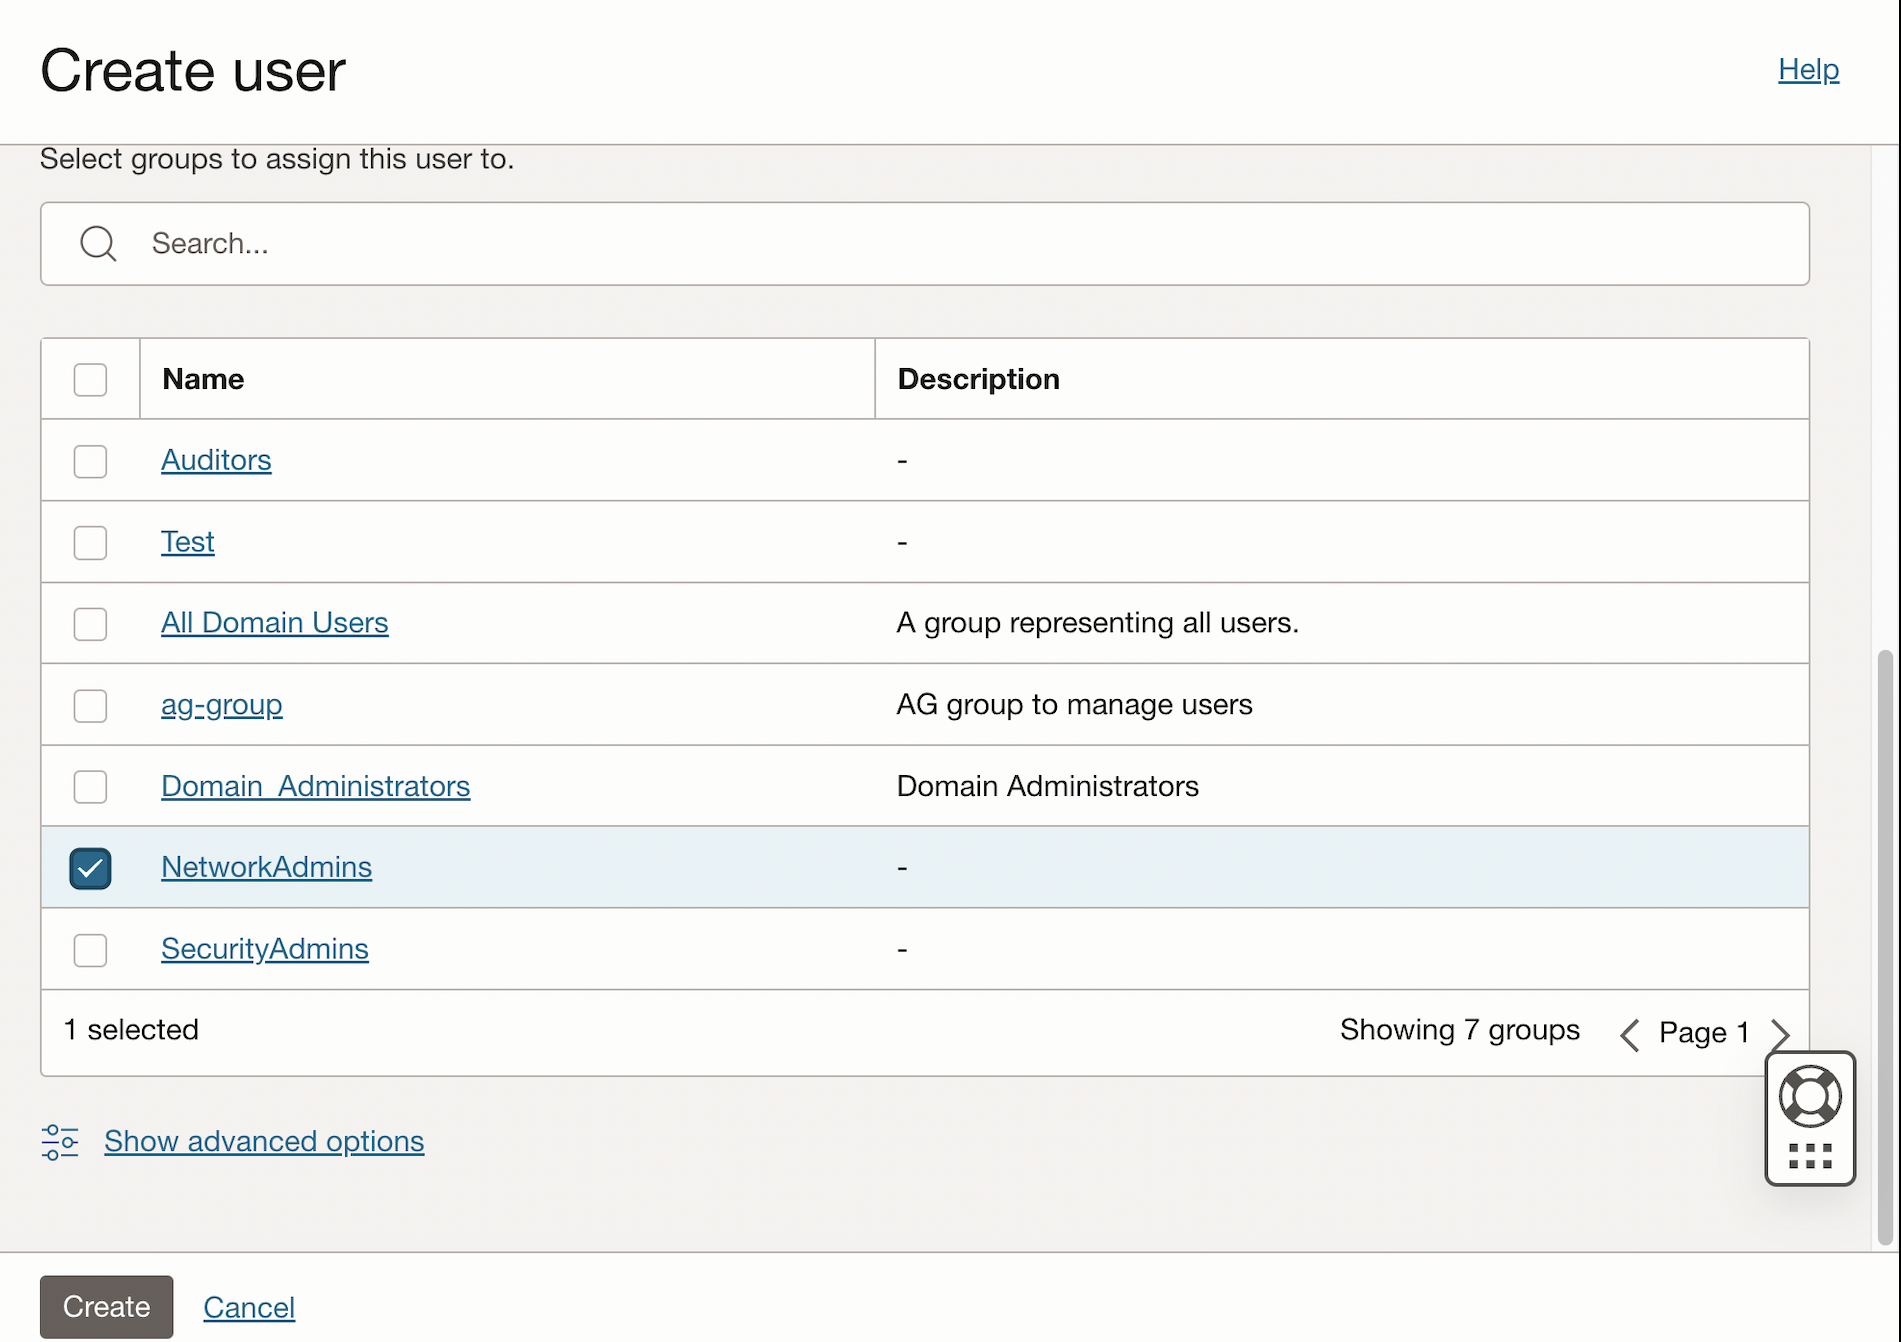 Create user
Help
Select groups to assign this user to.
Search...
Name Description
Auditors -
Test -
All Domain Users A group representing all users.
ag-group AG group to manage users
Domain_Administrators Domain Administrators
NetworkAdmins -
SecurityAdmins -
1 selected Showing 7 groups Page 1
Show advanced options
Create Cancel